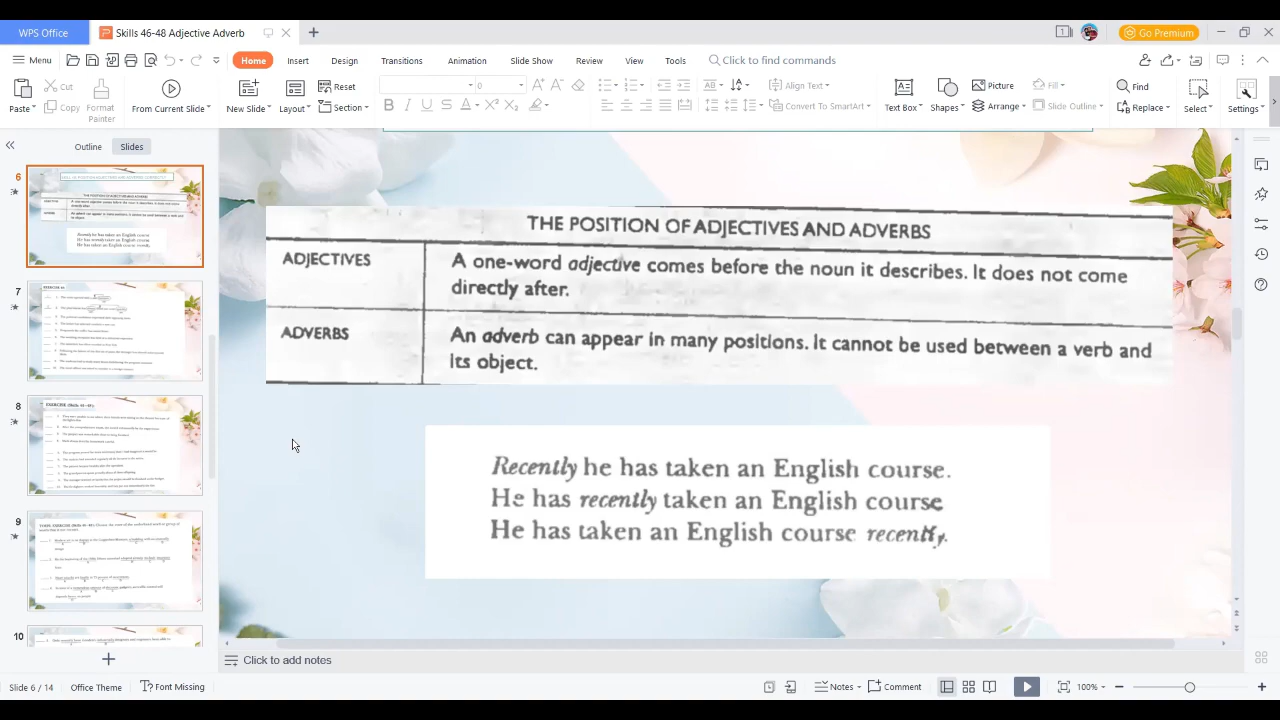 WPS Office
Skills 46-48 Adjective Adverb
Go Premium
Menu
Home
Insert
Design
Transitions
Animation
Slide Show
Review
View
Tools
Click to find commands
Cut
Copy
Format Painter
From Current Slide
New Slide
Layout
Reset
Section
0
Align Text
Convert To SmartArt
Text Box
Shapes
Picture
Arrange
Fill
Slide Outline
Find
Replace
Select
Settings
Outline
Slides
6
7
8
9
10
THE POSITION OF ADJECTIVES AND ADVERBS
ADJECTIVES
A one-word adjective comes before the noun it describes. It does not come
directly after.
ADVERBS
An adverb can appear in many positions. It cannot be used between a verb and
its object.
Recently he has taken an English course.
He has recently taken an English course
He has taken an English course recently.
Click to add notes
Slide 6 / 14
Office Theme
Font Missing
Notes
Comment
100%